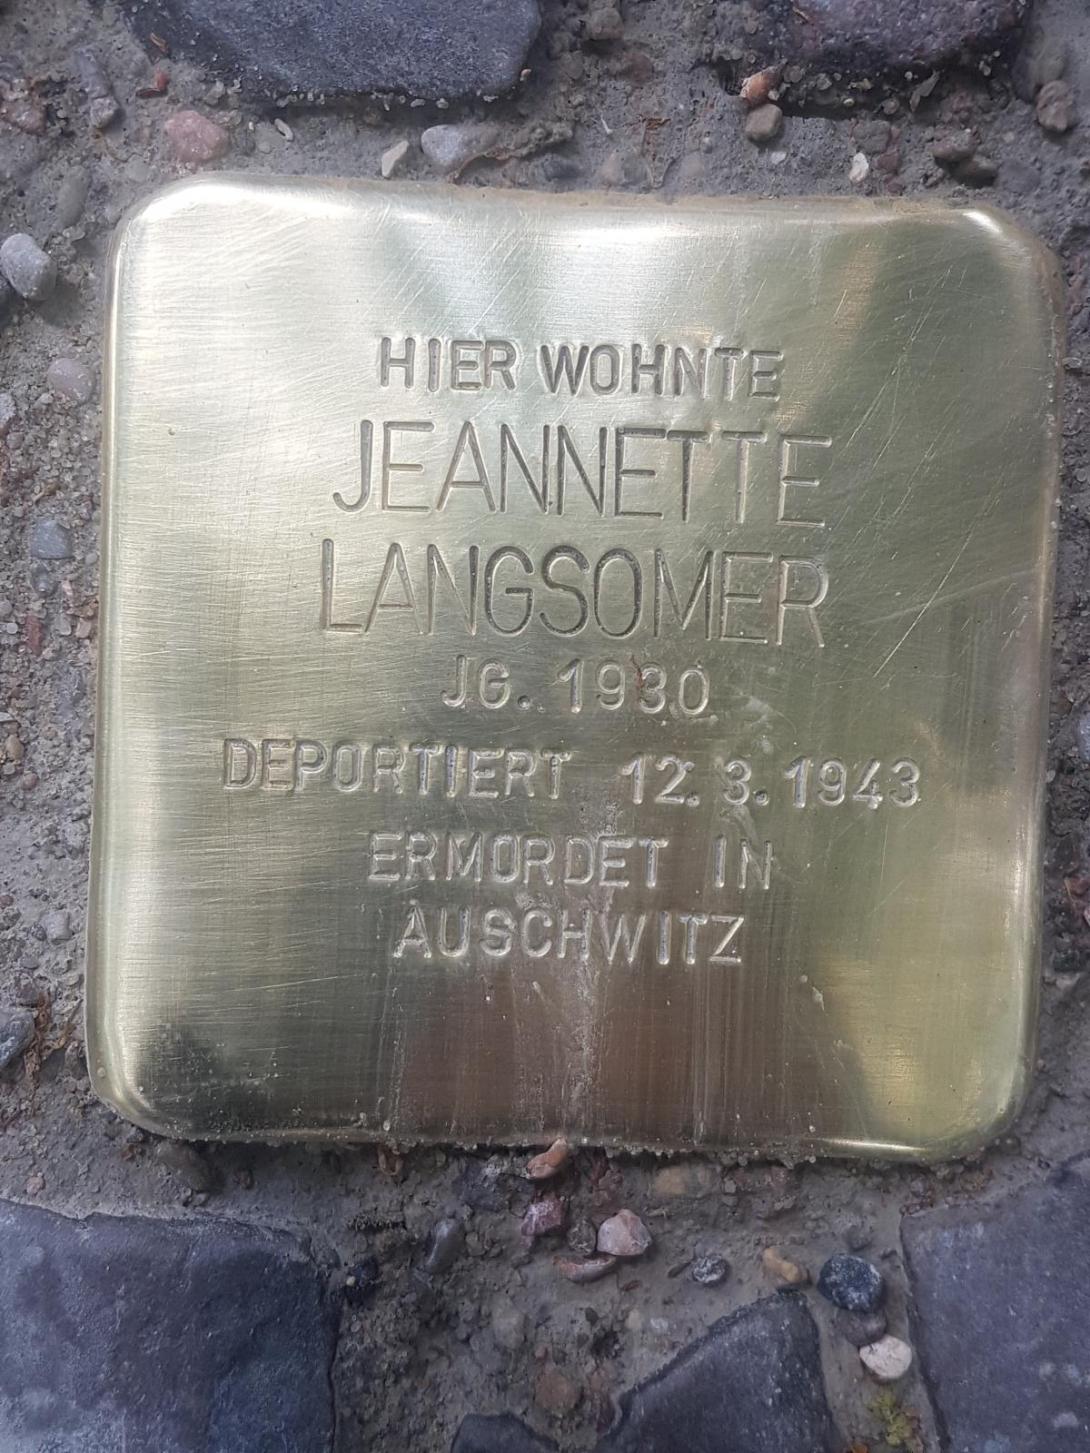 HIER WOHNTE
JEANNETTE
LANGSOMER
JG. 1930
DEPORTIERT 12.3.1943
ERMORDET IN
AUSCHWITZ